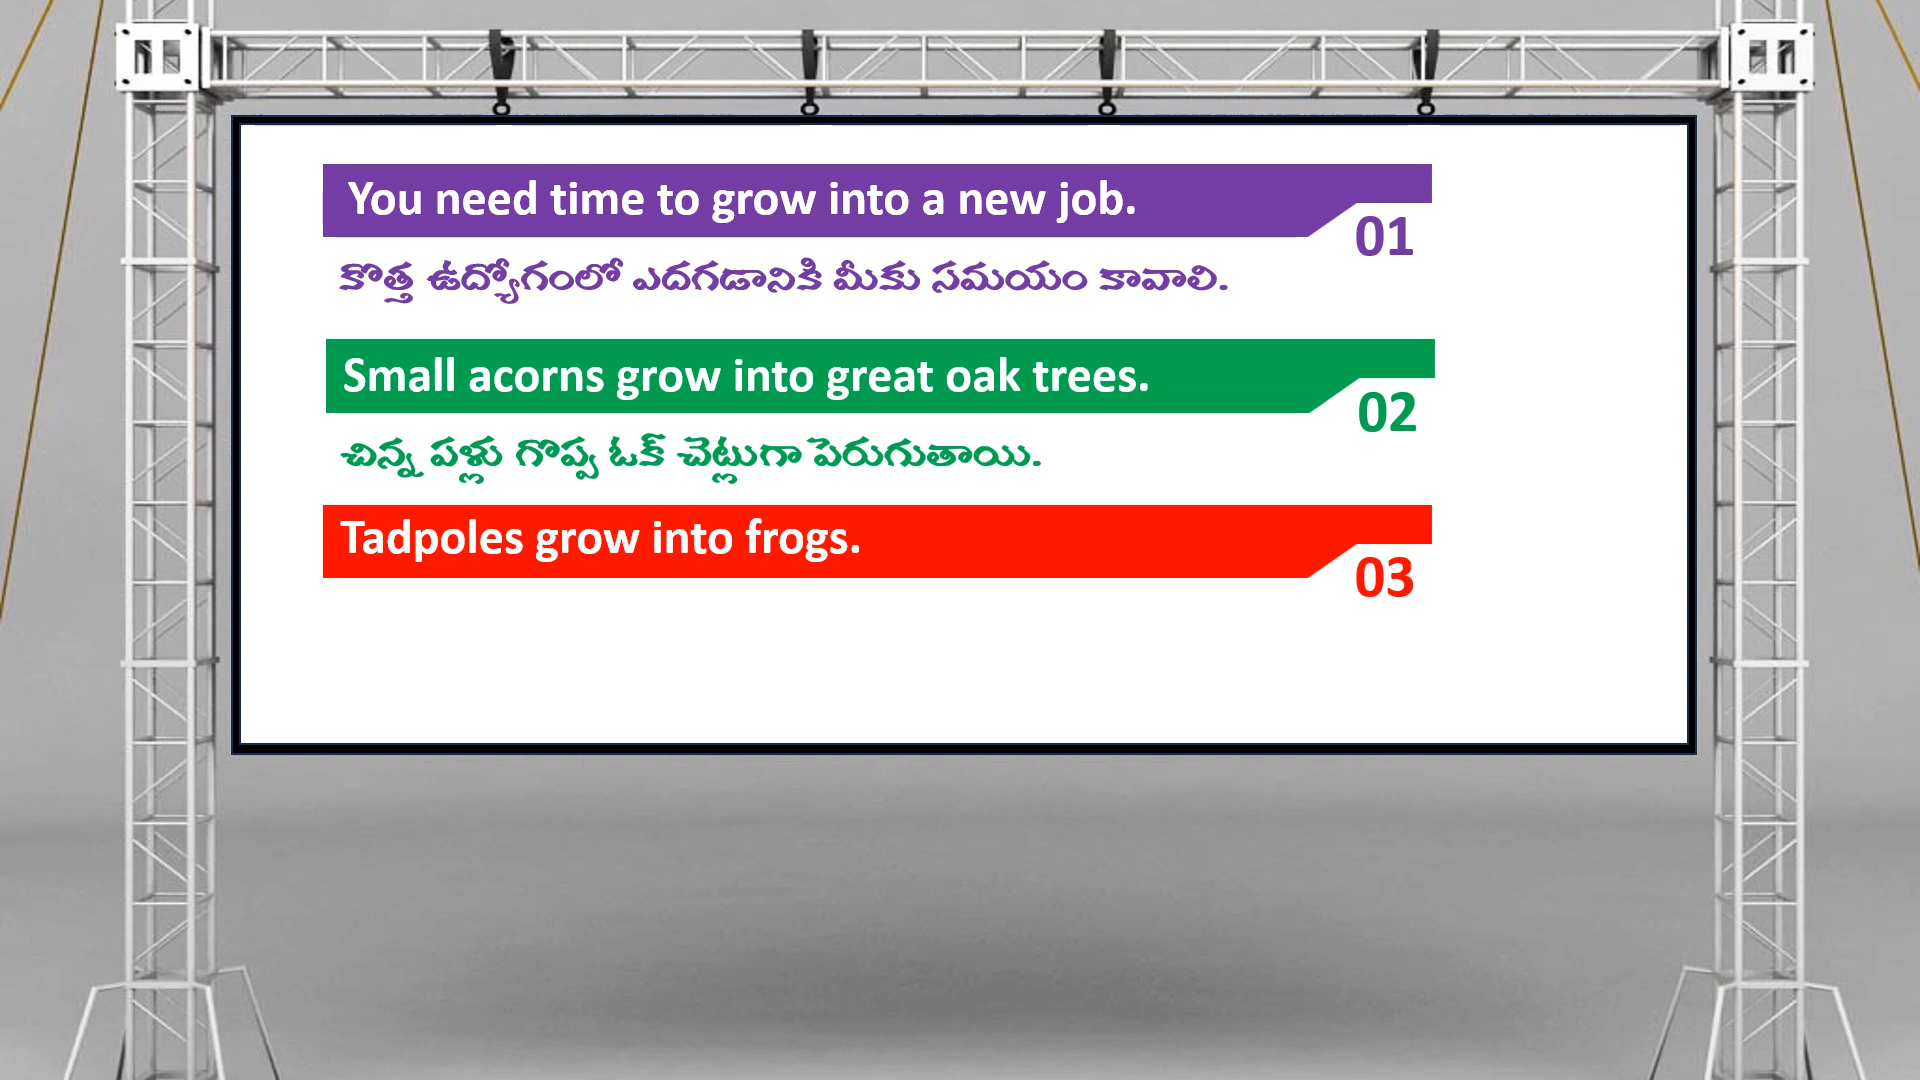 You need time to grow into a new job.
01
కొత్త ఉద్యోగంలో ఎదగడానికి మీకు సమయం కావాలి.
Small acorns grow into great oak trees.
02
చిన్న పళ్లు గొప్ప ఓక్ చెట్లుగా పెరుగుతాయి.
Tadpoles grow into frogs.
03